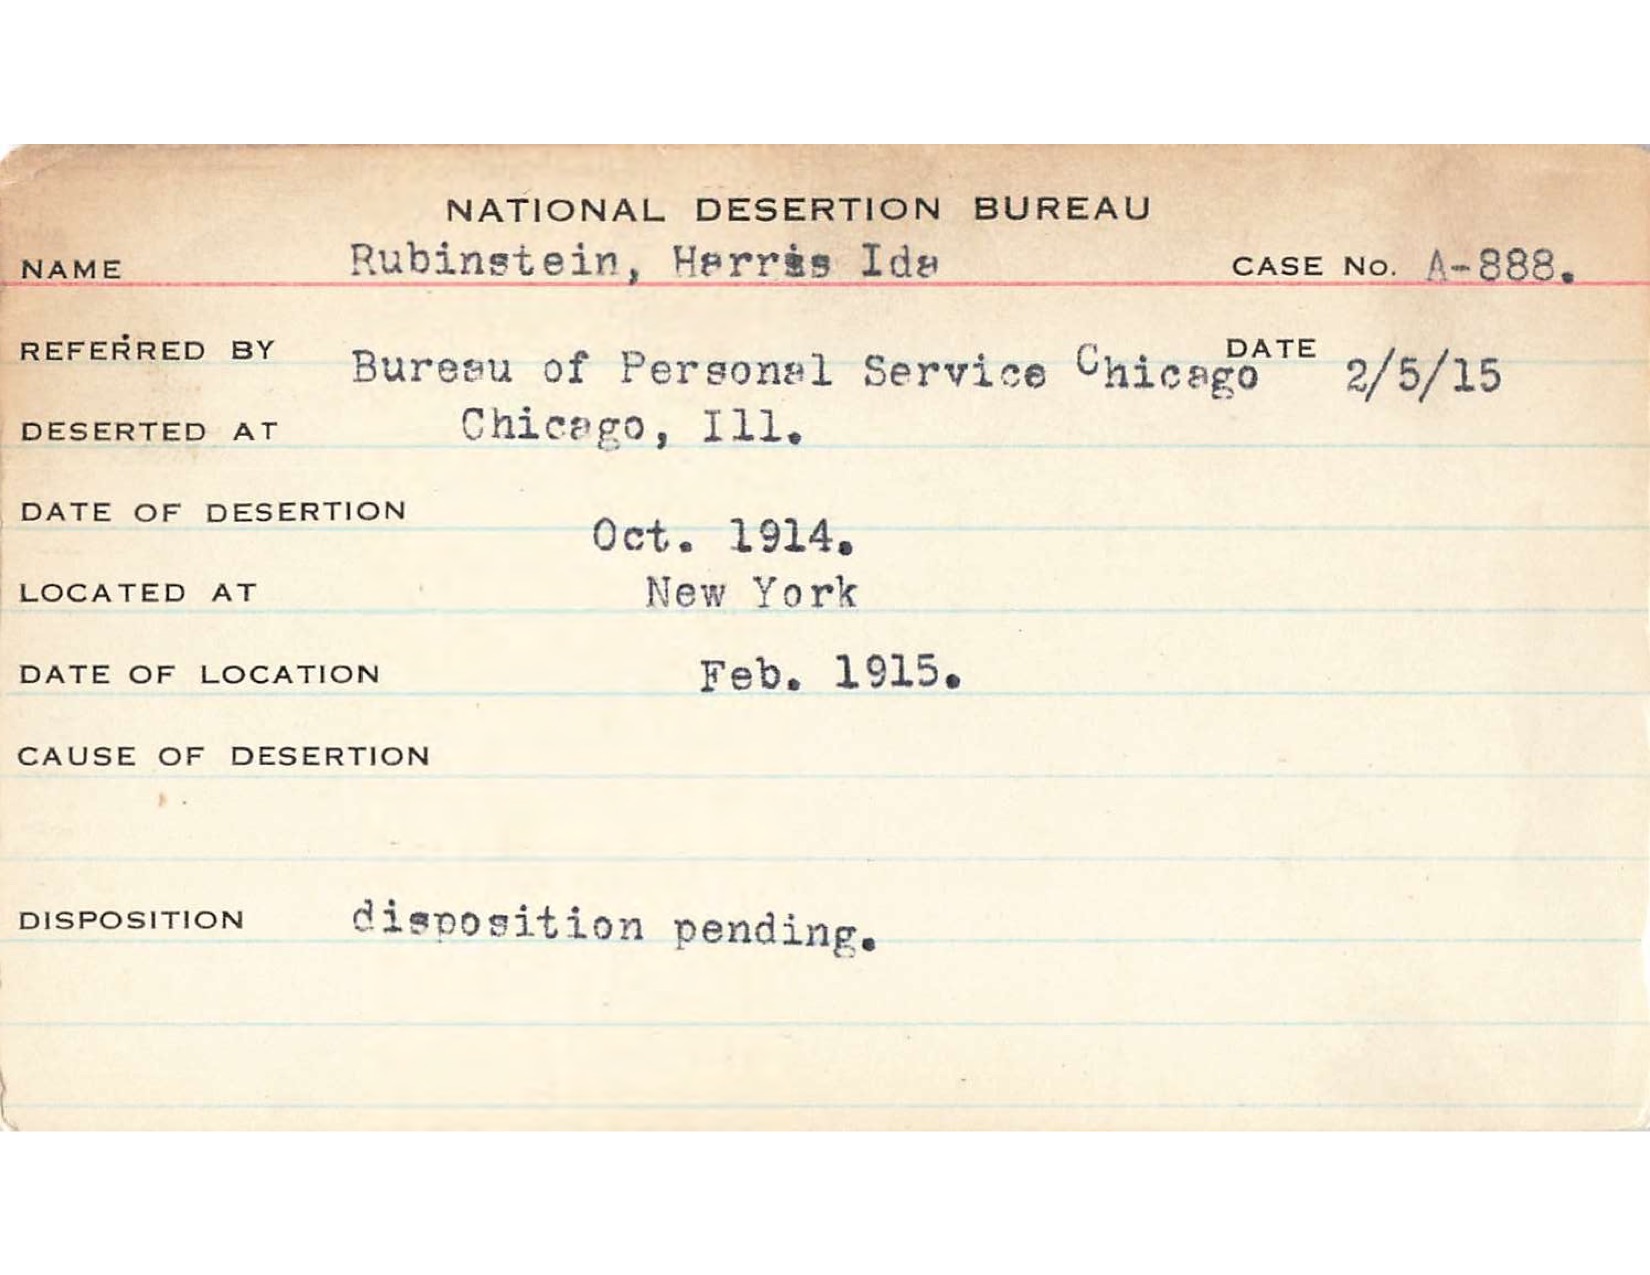 NATIONAL DESERTION BUREAU
NAME Rubinstein, Harris Ida CASE No. A-888.
REFERRED BY Bureau of Personal Service Chicago DATE 2/5/15
DESERTED AT Chicago, Ill.
DATE OF DESERTION Oct. 1914.
LOCATED AT New York
DATE OF LOCATION Feb. 1915.
CAUSE OF DESERTION
DISPOSITION disposition pending.